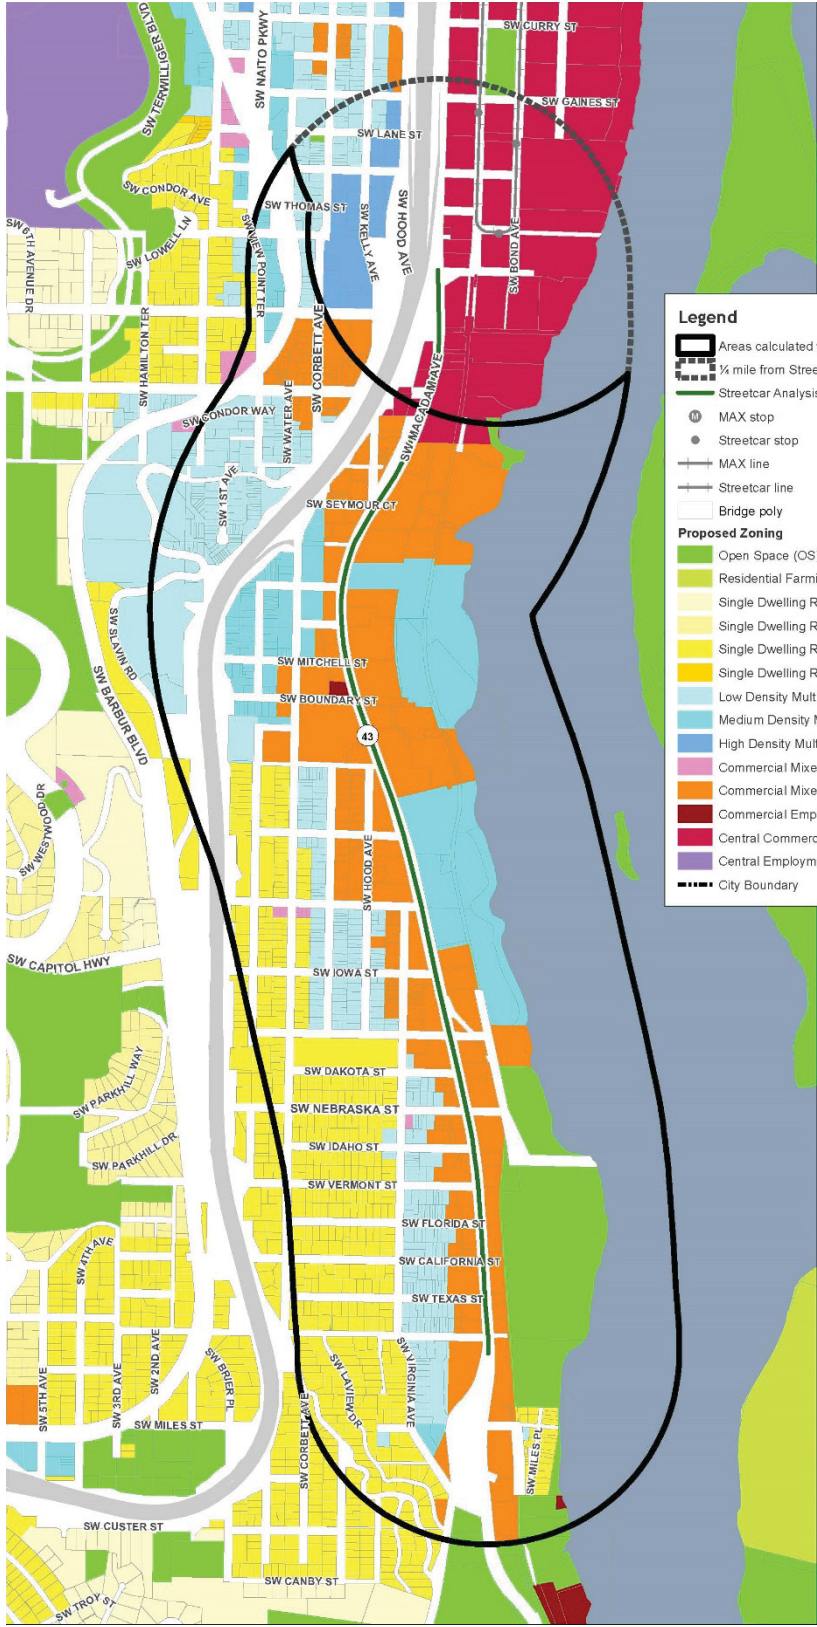 SW CURRY ST
SW TERWILLIGER BLVD
SW NAITO PKWY
SW GAINES ST
SW LANE ST
SW CONDOR AVE
SW THOMAS ST
SW HOOD AVE
SW KELLY AVE
SW BOND AVE
SW 6TH AVENUE DR
SW LOWELL LN
SW VIEW POINT TER
SW HAMILTON TER
SW CORBETT AVE
SW MACADAM AVE
SW CONDOR WAY
SW WATER AVE
SW 1ST AVE
SW SEYMOUR CT
SW SLAVIN RD
SW MITCHELL ST
SW BOUNDARY ST
SW BARBUR BLVD
43
SW WESTWOOD DR
SW HOOD AVE
SW CAPITOL HWY
SW IOWA ST
SW DAKOTA ST
SW PARKHILL WAY
SW NEBRASKA ST
SW IDAHO ST
SW PARKHILL DR
SW VERMONT ST
SW FLORIDA ST
SW 4TH AVE
SW CALIFORNIA ST
SW TEXAS ST
SW 5TH AVE
SW 3RD AVE
SW 2ND AVE
SW BRIER PL
SW LAVIEW DR
SW VIRGINIA AVE
SW MILES ST
SW CORBETT AVE
SW MILES PL
SW CUSTER ST
SW CANBY ST
SW TROY ST
Legend
Areas calculated
¼ mile from Stree
Streetcar Analysis
M
MAX stop
Streetcar stop
MAX line
Streetcar line
Bridge poly
Proposed Zoning
Open Space (OS
Residential Farmi
Single Dwelling R
Single Dwelling R
Single Dwelling R
Single Dwelling R
Low Density Mult
Medium Density M
High Density Mult
Commercial Mixe
Commercial Mixe
Commercial Emp
Central Commerc
Central Employm
City Boundary